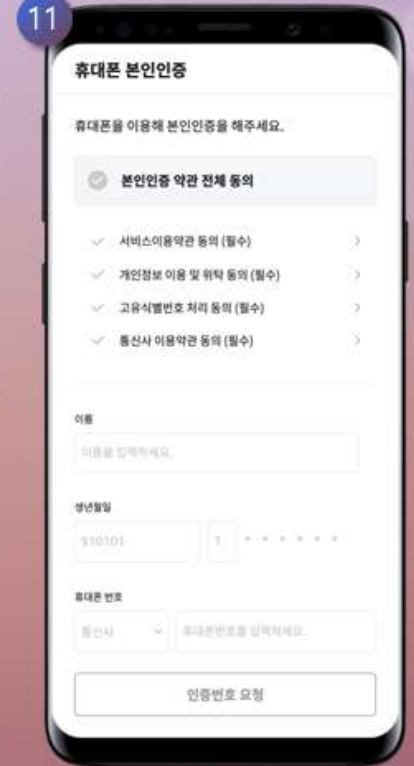 11
휴대폰 본인인증
휴대폰을 이용해 본인인증을 해주세요.
본인인증 약관 전체 동의
서비스이용약관 동의 (필수)
개인정보 이용 및 위탁 동의 (필수)
고유식별번호 처리 동의 (필수)
통신사 이용약관 동의 (필수)
이름
이름을 입력하세요.
생년월일
910101 1 * * * * * *
휴대폰 번호
통신사 휴대폰번호를 입력하세요.
인증번호 요청